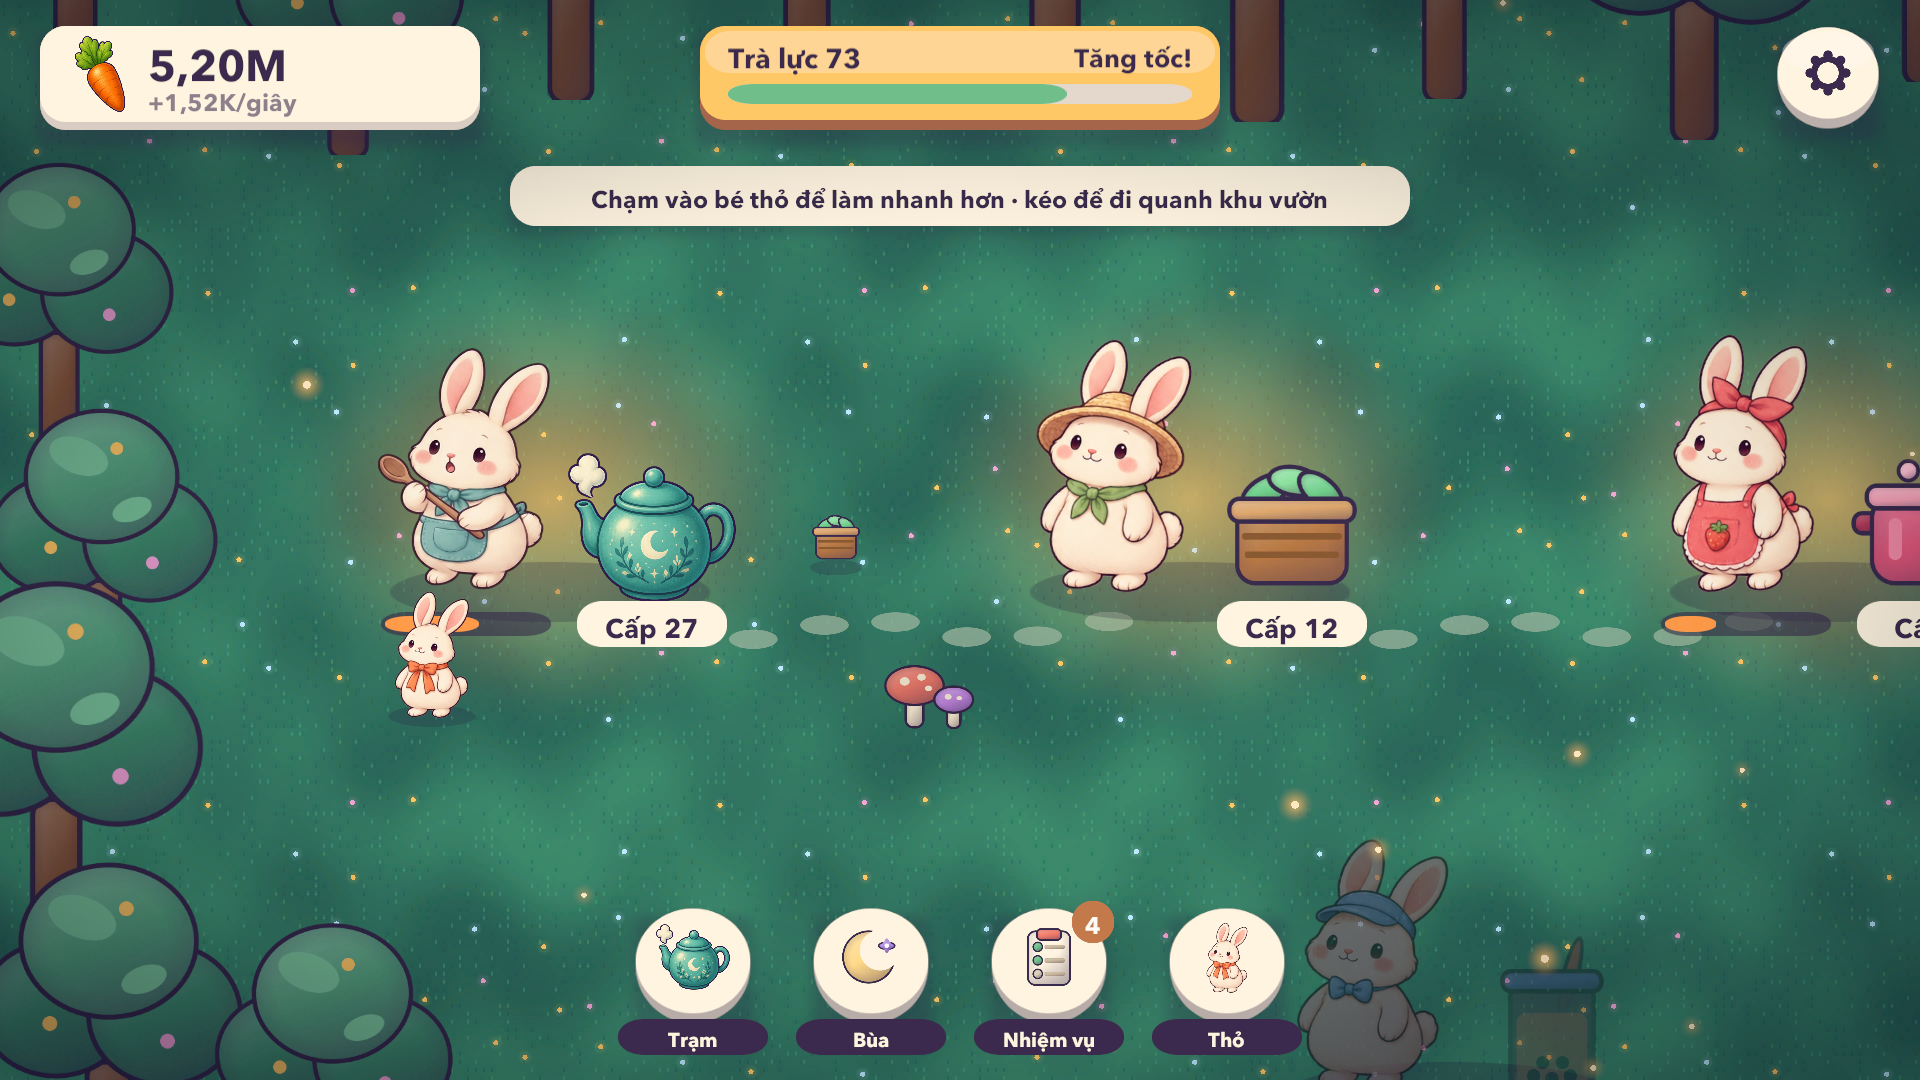 5,20M
+1,52K/giây
Trà lực 73
Tăng tốc!
Chạm vào bé thỏ để làm nhanh hơn · kéo để đi quanh khu vườn
Cấp 27
Cấp 12
4
Trạm
Bùa
Nhiệm vụ
Thỏ